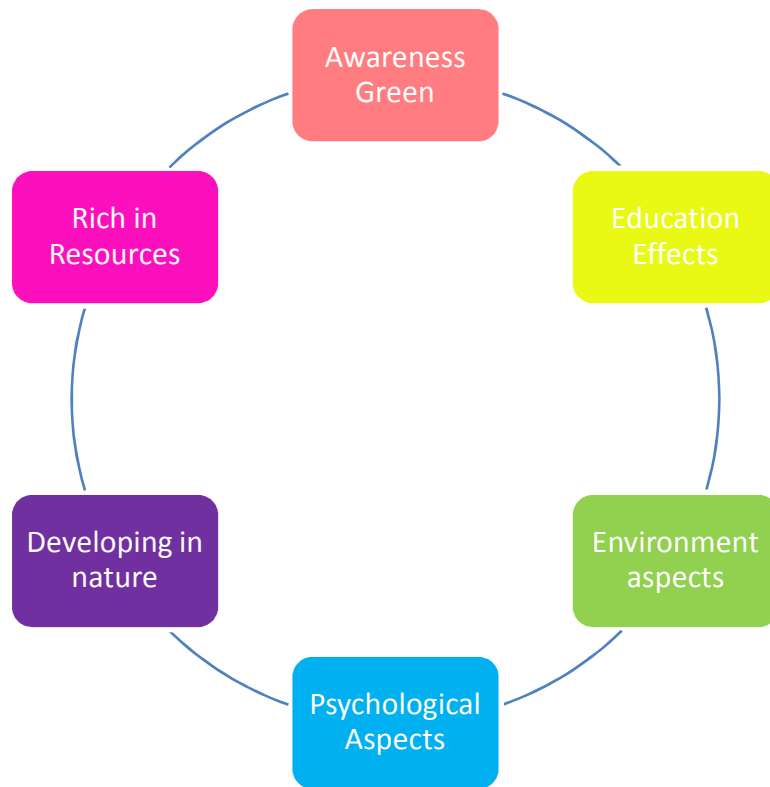 Awareness
Green
Education
Effects
Environment
aspects
Psychological
Aspects
Developing in
nature
Rich in
Resources